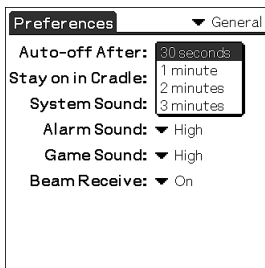 Preferences General
Auto-off After: 30 seconds
1 minute
Stay on in Cradle:
2 minutes
System Sound: 3 minutes
Alarm Sound: High
Game Sound: High
Beam Receive: On